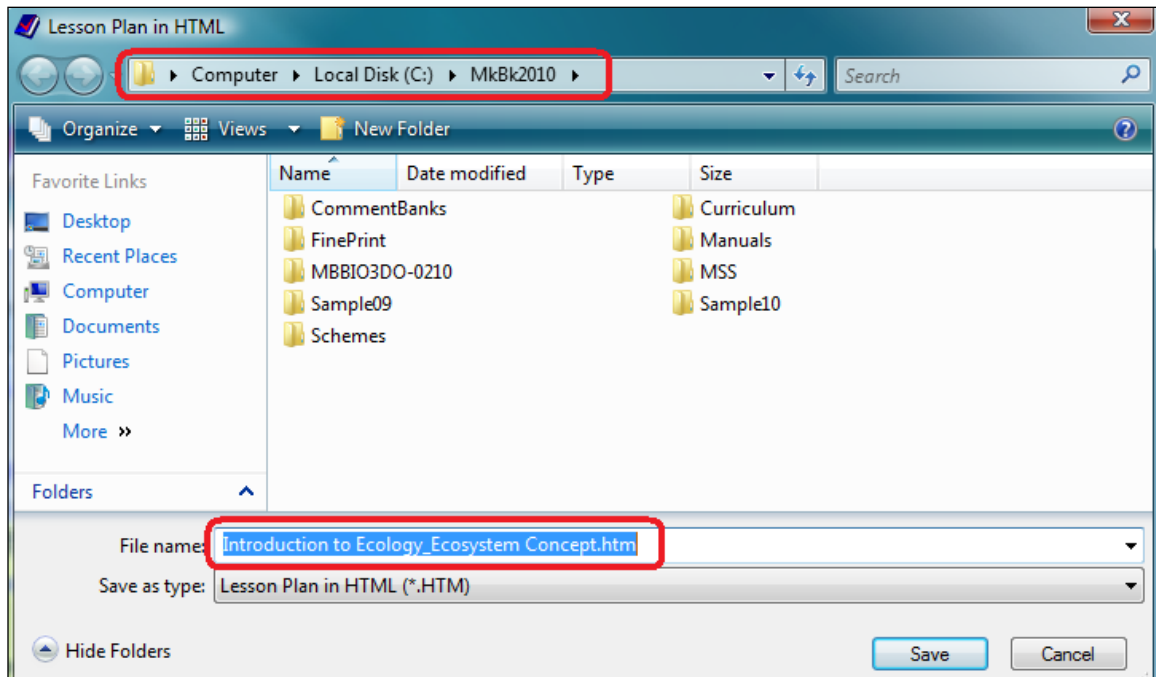 Lesson Plan in HTML
Computer ▸ Local Disk (C:) ▸ MkBk2010 ▸
Search
Organize Views New Folder
Favorite Links
Desktop
Recent Places
Computer
Documents
Pictures
Music
More »
Folders
Name Date modified Type Size
CommentBanks Curriculum
FinePrint Manuals
MBBIO3DO-0210 MSS
Sample09 Sample10
Schemes
File name: Introduction to Ecology_Ecosystem Concept.htm
Save as type: Lesson Plan in HTML (*.HTM)
Hide Folders Save Cancel